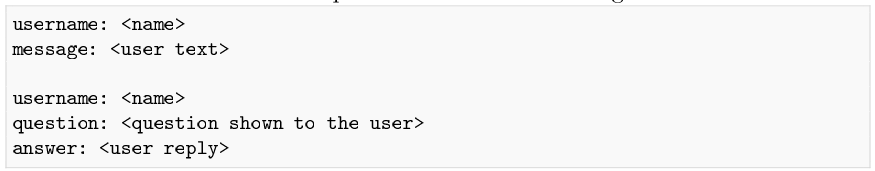 username: <name>
message: <user text>
username: <name>
question: <question shown to the user>
answer: <user reply>